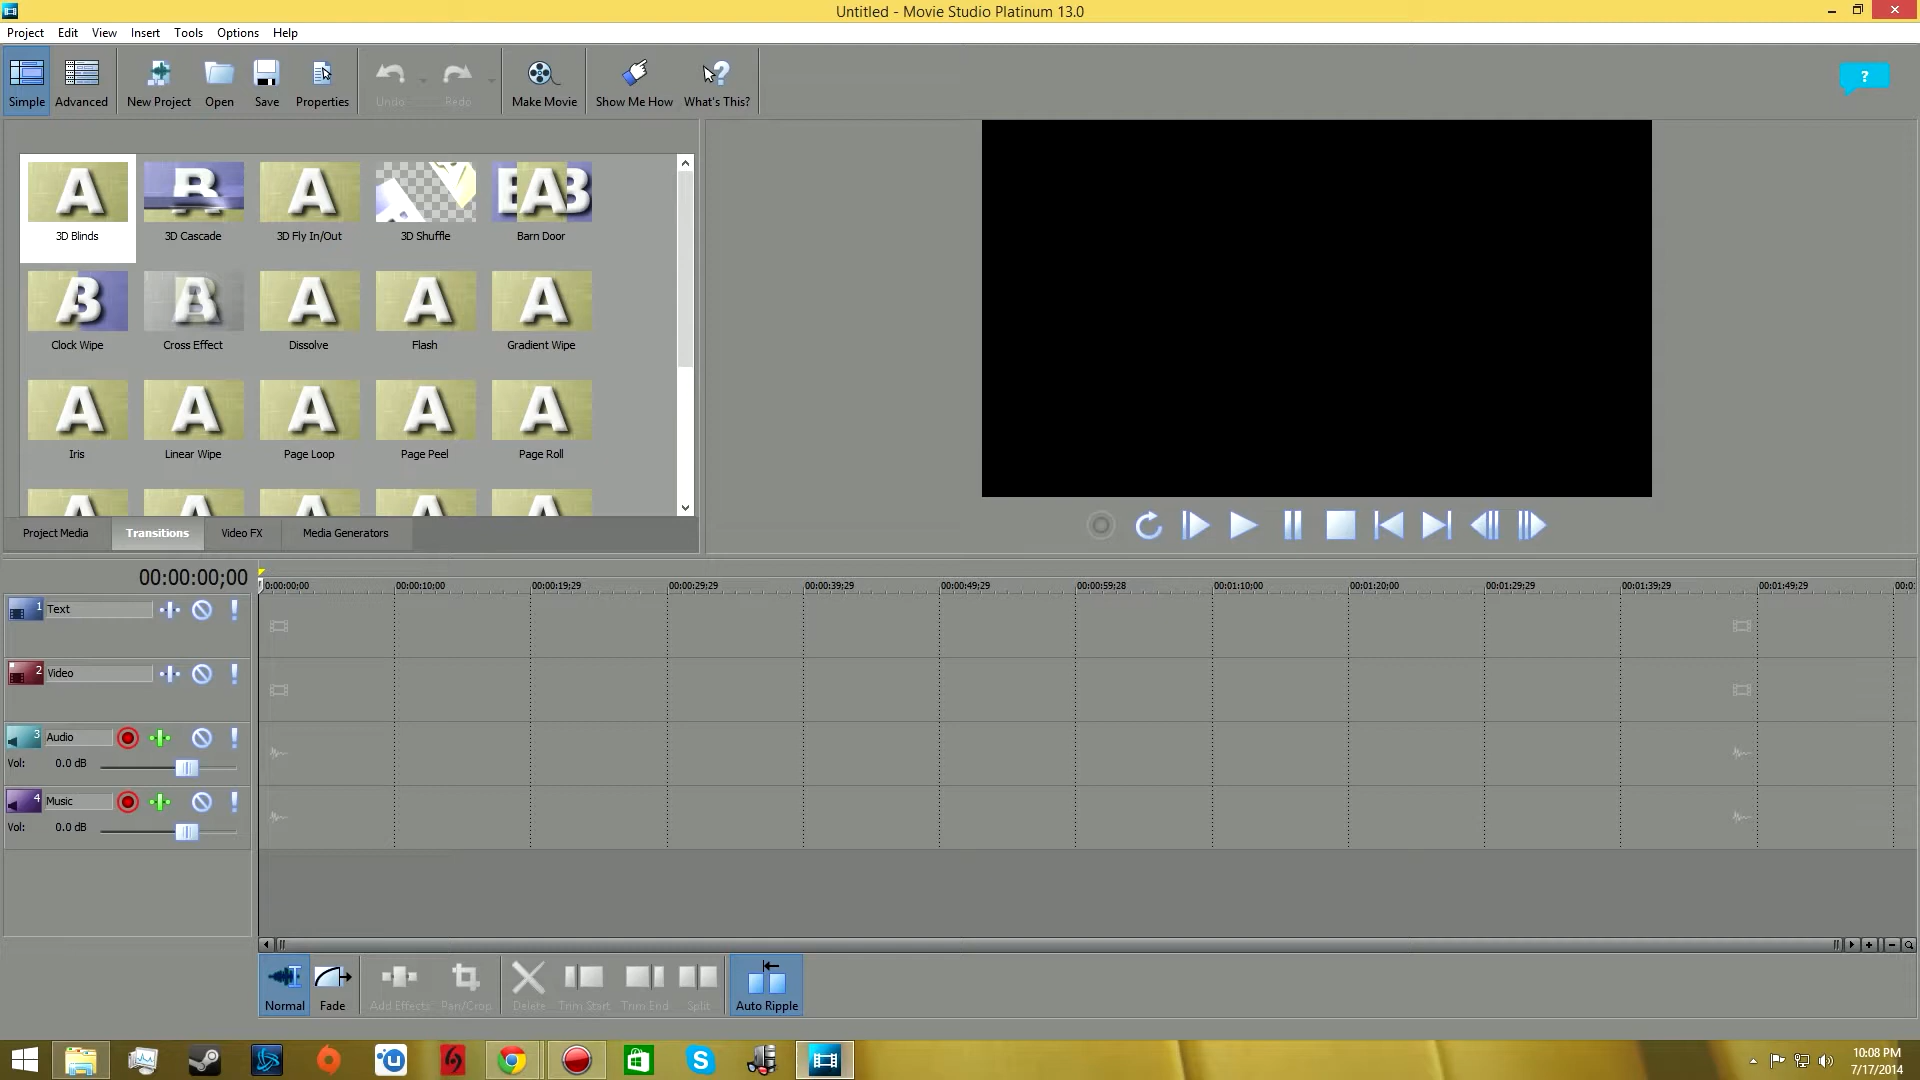 Untitled - Movie Studio Platinum 13.0
Project Edit View Insert Tools Options Help
Simple Advanced New Project Open Save Properties Undo Redo Make Movie Show Me How What's This?
3D Blinds 3D Cascade 3D Fly In/Out 3D Shuffle Barn Door
Clock Wipe Cross Effect Dissolve Flash Gradient Wipe
Iris Linear Wipe Page Loop Page Peel Page Roll
Project Media Transitions Video FX Media Generators
00:00:00;00
0:00:00;00 00:00:10;00 00:00:19;29 00:00:29;29 00:00:39;29 00:00:49;29 00:00:59;28 00:01:10;00 00:01:20;00 00:01:29;29 00:01:39;29 00:01:49;29 00:0
1 Text
2 Video
3 Audio
Vol: 0.0 dB
4 Music
Vol: 0.0 dB
Normal Fade Add Effects Pan/Crop Delete Trim Start Trim End Split Auto Ripple
10:08 PM
7/17/2014